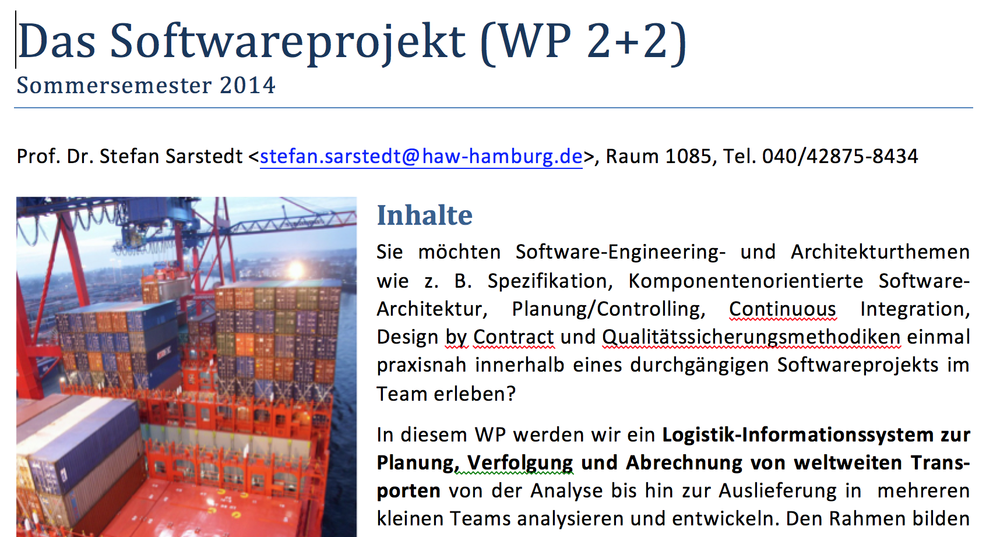 Das Softwareprojekt (WP 2+2)
Sommersemester 2014
Prof. Dr. Stefan Sarstedt <stefan.sarstedt@haw-hamburg.de>, Raum 1085, Tel. 040/42875-8434
Inhalte
Sie möchten Software-Engineering- und Architekturthemen
wie z. B. Spezifikation, Komponentenorientierte Software-
Architektur, Planung/Controlling, Continuous Integration,
Design by Contract und Qualitätssicherungsmethodiken einmal
praxisnah innerhalb eines durchgängigen Softwareprojekts im
Team erleben?
In diesem WP werden wir ein Logistik-Informationssystem zur
Planung, Verfolgung und Abrechnung von weltweiten Trans-
porten von der Analyse bis hin zur Auslieferung in mehreren
kleinen Teams analysieren und entwickeln. Den Rahmen bilden